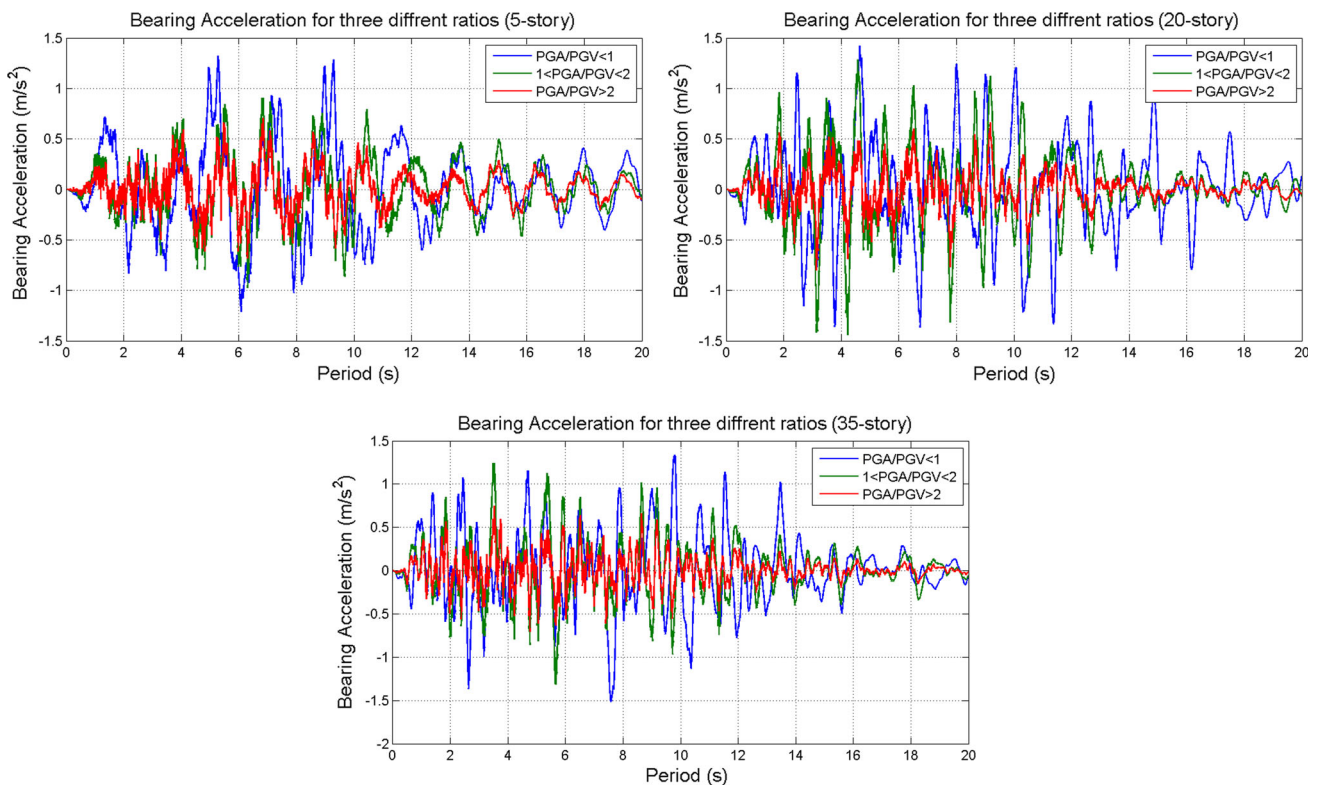 Bearing Acceleration for three diffrent ratios (5-story)
Bearing Acceleration (m/s²)
1.5
1
0.5
0
-0.5
-1
-1.5
0 2 4 6 8 10 12 14 16 18 20
Period (s)
PGA/PGV<1
1<PGA/PGV<2
PGA/PGV>2
Bearing Acceleration for three diffrent ratios (20-story)
Bearing Acceleration (m/s²)
1.5
1
0.5
0
-0.5
-1
-1.5
0 2 4 6 8 10 12 14 16 18 20
Period (s)
PGA/PGV<1
1<PGA/PGV<2
PGA/PGV>2
Bearing Acceleration for three diffrent ratios (35-story)
Bearing Acceleration (m/s²)
1.5
1
0.5
0
-0.5
-1
-1.5
-2
0 2 4 6 8 10 12 14 16 18 20
Period (s)
PGA/PGV<1
1<PGA/PGV<2
PGA/PGV>2